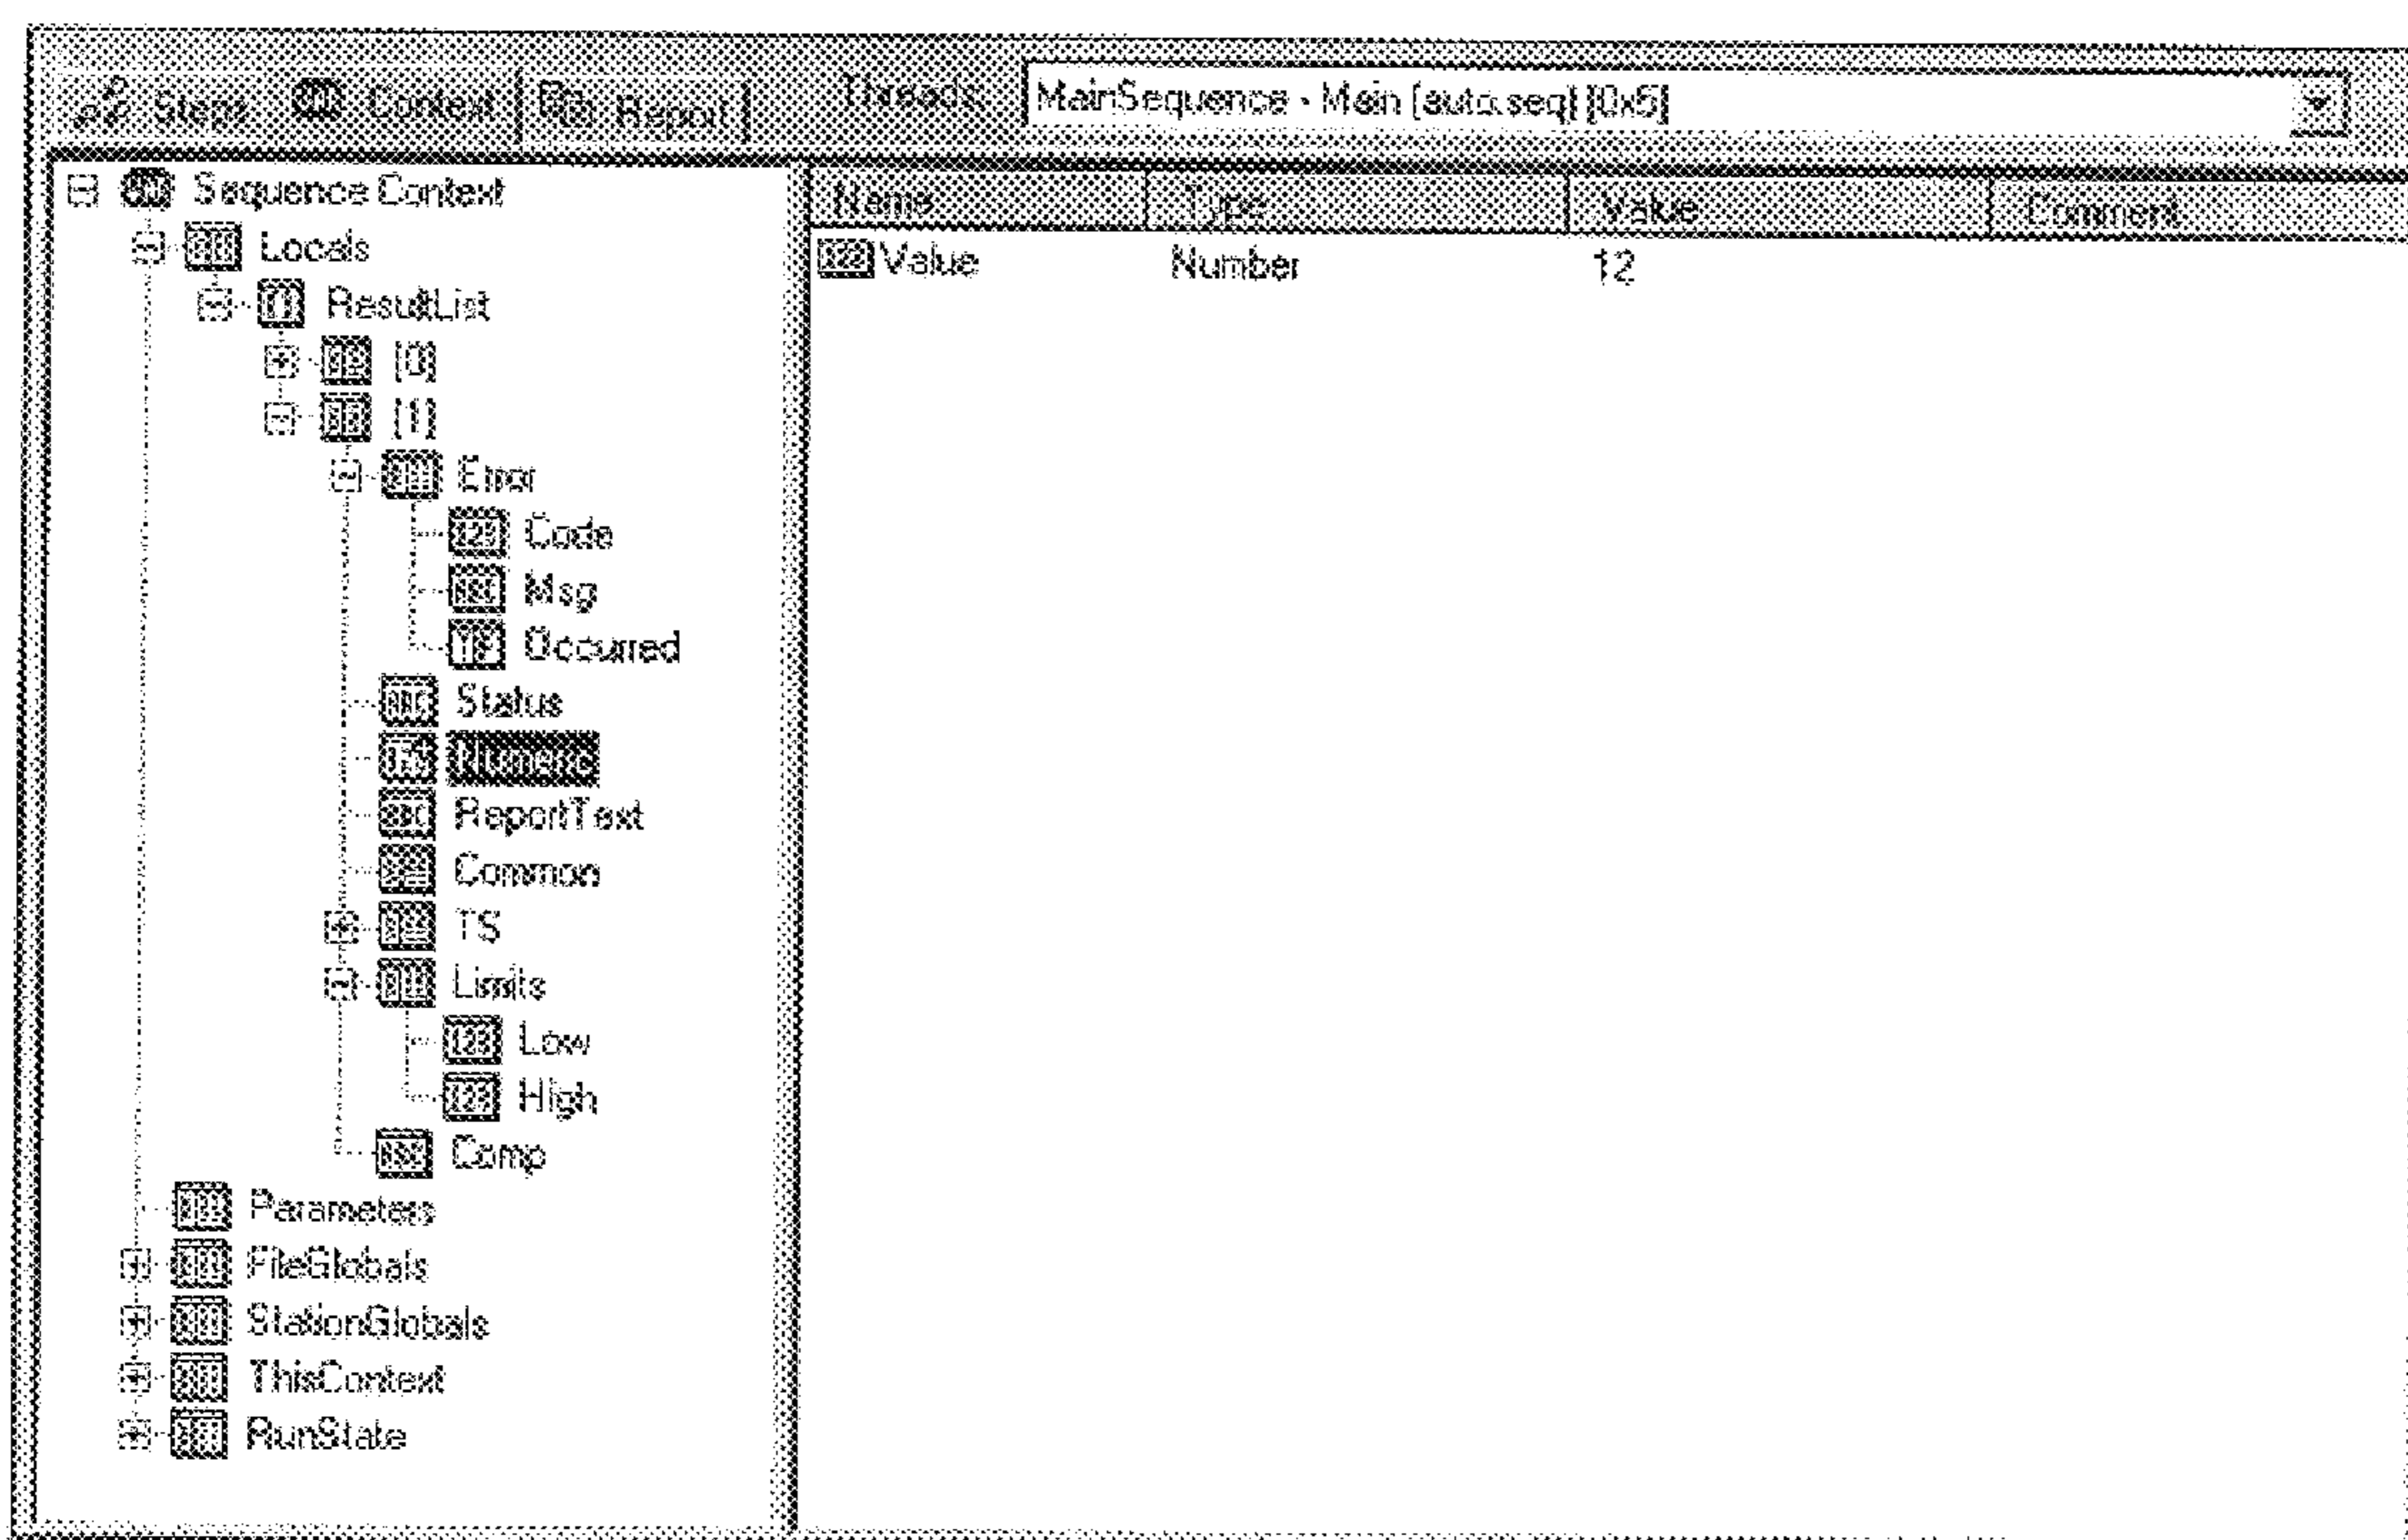 Steps Context Report Threads: MainSequence - Main [auto.seq] [0x5]
Name Type Value Comment
Sequence Context
Locals
ResultList
[0]
[1]
Error
Code
Msg
Occurred
Status
Numeric
ReportText
Common
TS
Limits
Low
High
Comp
Parameters
FileGlobals
StationGlobals
ThisContext
RunState
Value Number 12